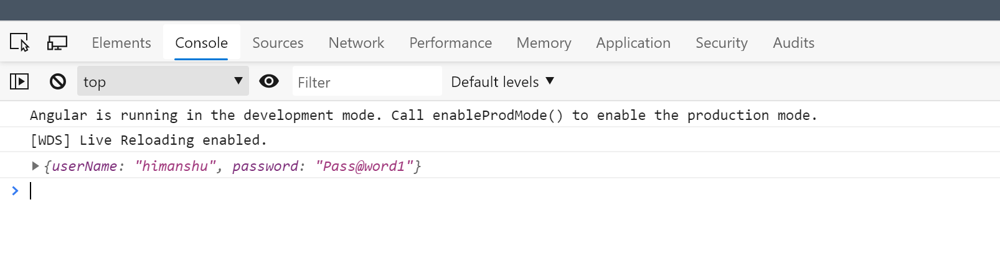 Elements Console Sources Network Performance Memory Application Security Audits
top Filter Default levels
Angular is running in the development mode. Call enableProdMode() to enable the production mode.
[WDS] Live Reloading enabled.
{userName: "himanshu", password: "Pass@word1"}